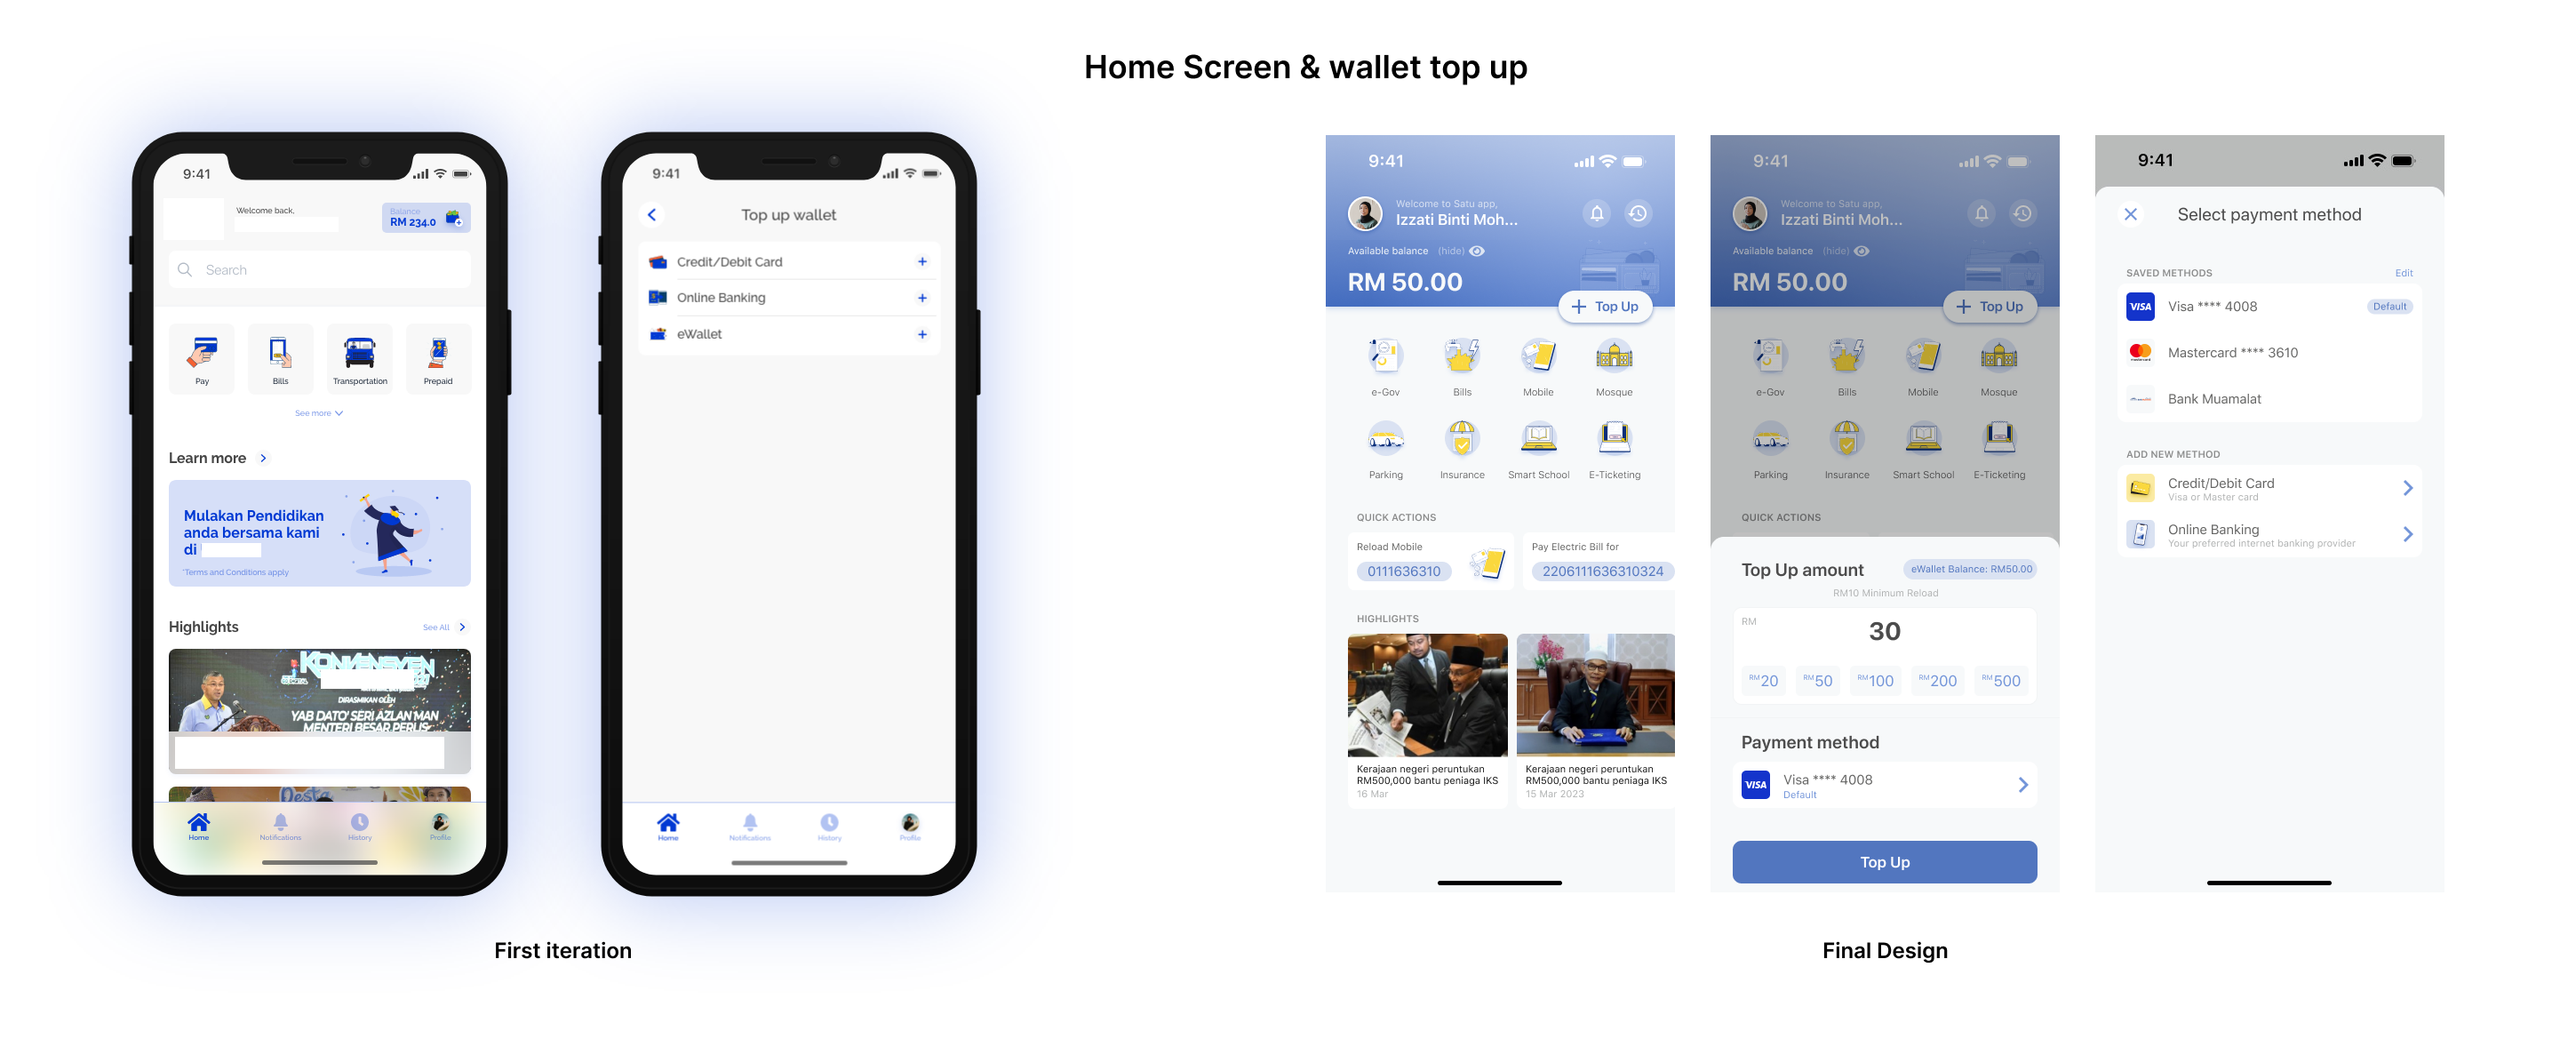 Home Screen & wallet top up
9:41
Welcome back,
Balance
RM 234.0
Search
Pay
Bills
Transportation
Prepaid
See more
Learn more
Mulakan Pendidikan
anda bersama kami
di
*Terms and Conditions apply
Highlights
See All
KONVENSYEN
DIRASMIKAN OLEH
YAB DATO' SERI AZLAN MAN
MENTERI BESAR PERLIS
Pesta
Home
Notifications
History
Profile
9:41
Top up wallet
Credit/Debit Card
Online Banking
eWallet
Home
Notifications
History
Profile
First iteration
9:41
Welcome to Satu app,
Izzati Binti Moh...
Available balance (hide)
RM 50.00
Top Up
e-Gov
Bills
Mobile
Mosque
Parking
Insurance
Smart School
E-Ticketing
QUICK ACTIONS
Reload Mobile
0111636310
Pay Electric Bill for
2206111636310324
HIGHLIGHTS
Kerajaan negeri peruntukan
RM500,000 bantu peniaga IKS
16 Mar
Kerajaan negeri peruntukan
RM500,000 bantu peniaga IKS
15 Mar 2023
9:41
Welcome to Satu app,
Izzati Binti Moh...
Available balance (hide)
RM 50.00
Top Up
e-Gov
Bills
Mobile
Mosque
Parking
Insurance
Smart School
E-Ticketing
QUICK ACTIONS
Top Up amount
eWallet Balance: RM50.00
RM10 Minimum Reload
RM
30
RM20
RM50
RM100
RM200
RM500
Payment method
VISA
Visa **** 4008
Default
Top Up
9:41
Select payment method
SAVED METHODS
Edit
VISA
Visa **** 4008
Default
Mastercard **** 3610
Bank Muamalat
ADD NEW METHOD
Credit/Debit Card
Visa or Master card
Online Banking
Your preferred internet banking provider
Final Design